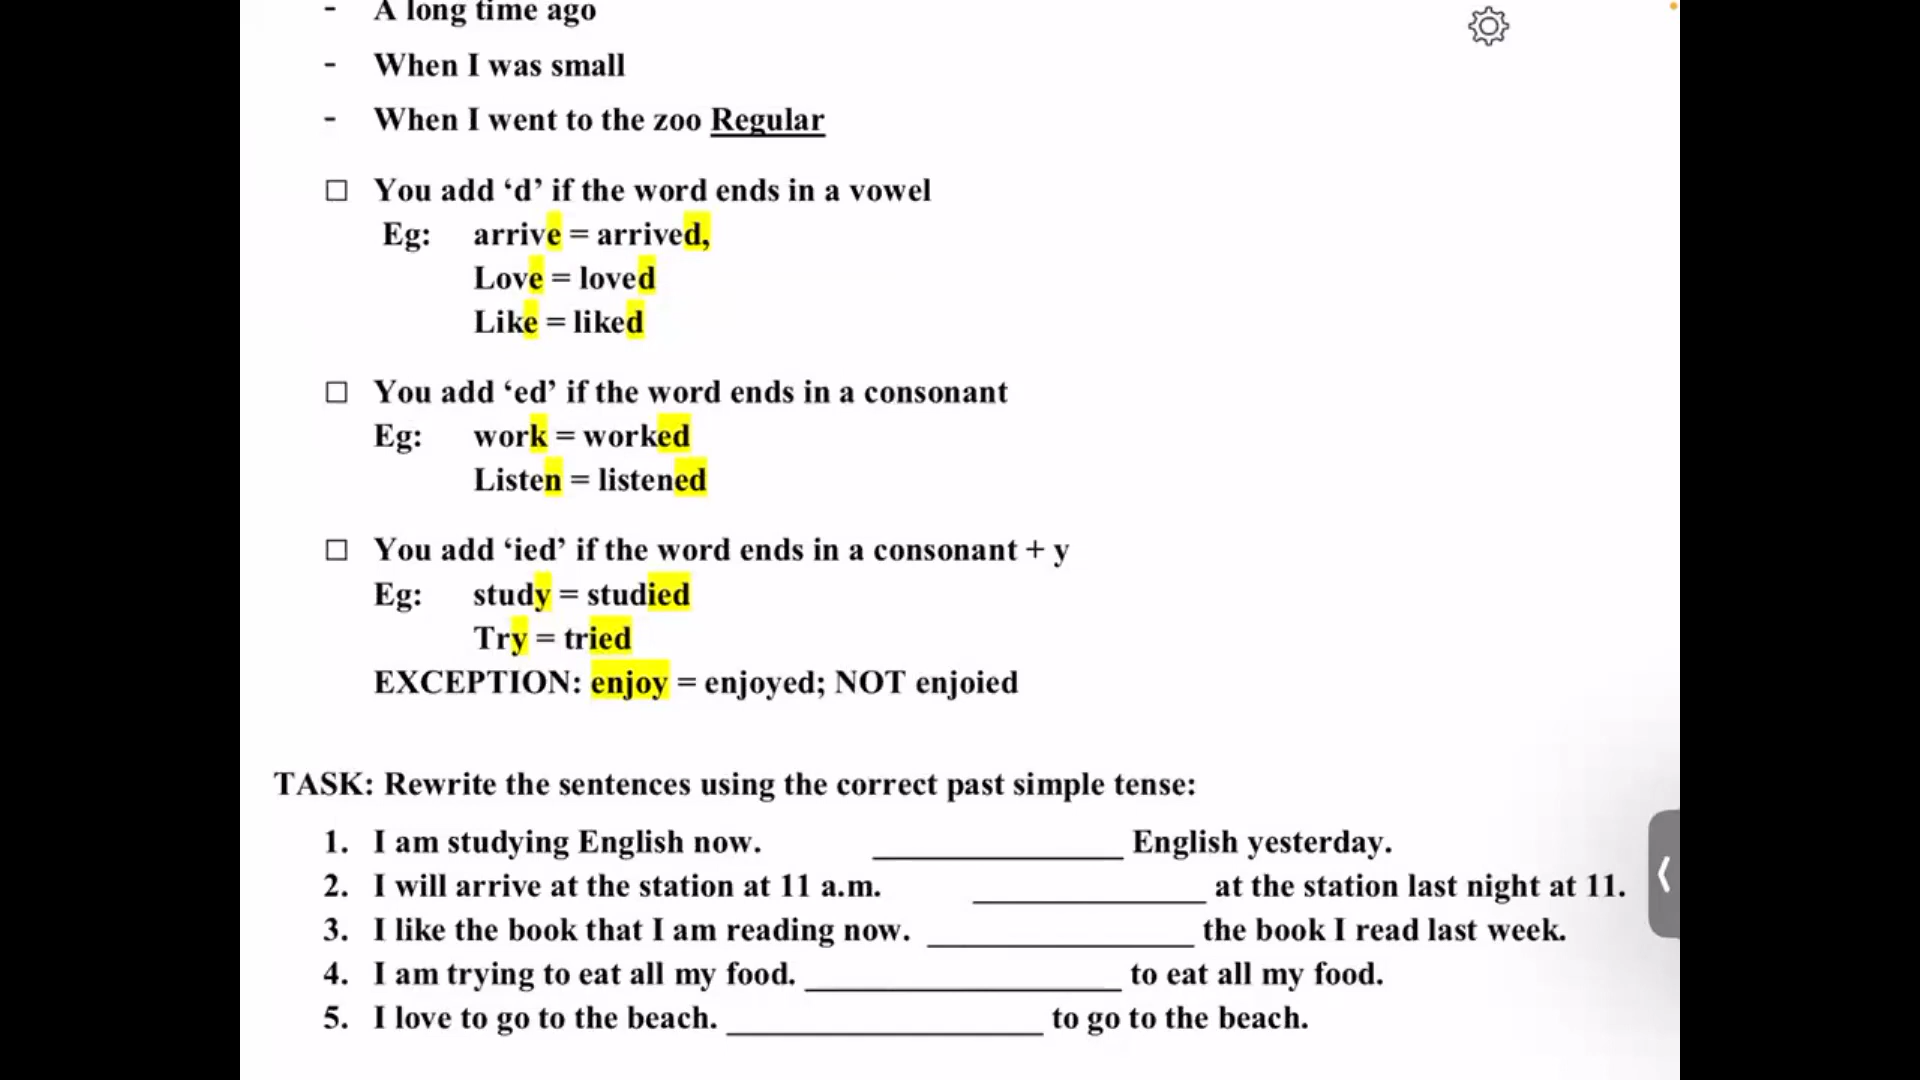 - A long time ago
- When I was small
- When I went to the zoo Regular
☐ You add ‘d’ if the word ends in a vowel
Eg: arrive = arrived,
Love = loved
Like = liked
☐ You add ‘ed’ if the word ends in a consonant
Eg: work = worked
Listen = listened
☐ You add ‘ied’ if the word ends in a consonant + y
Eg: study = studied
Try = tried
EXCEPTION: enjoy = enjoyed; NOT enjoied
TASK: Rewrite the sentences using the correct past simple tense:
1. I am studying English now. _______________ English yesterday.
2. I will arrive at the station at 11 a.m. ______________ at the station last night at 11.
3. I like the book that I am reading now. ________________ the book I read last week.
4. I am trying to eat all my food. ___________________ to eat all my food.
5. I love to go to the beach. ___________________ to go to the beach.